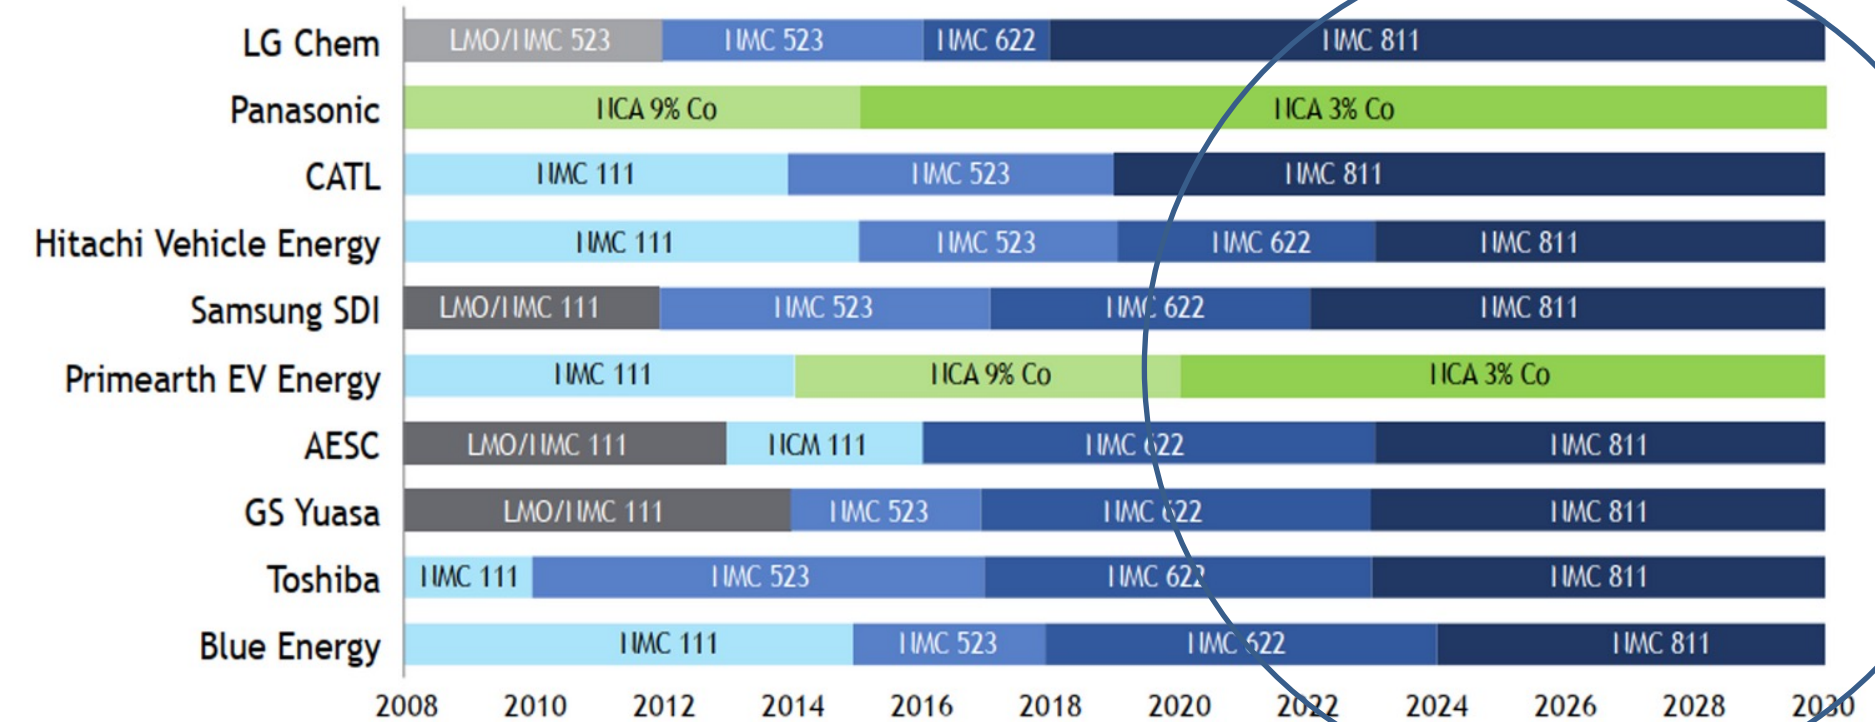 LG Chem LMO/NMC 523 NMC 523 NMC 622 NMC 811
Panasonic NCA 9% Co NCA 3% Co
CATL NMC 111 NMC 523 NMC 811
Hitachi Vehicle Energy NMC 111 NMC 523 NMC 622 NMC 811
Samsung SDI LMO/NMC 111 NMC 523 NMC 622 NMC 811
Primearth EV Energy NMC 111 NCA 9% Co NCA 3% Co
AESC LMO/NMC 111 NCM 111 NMC 622 NMC 811
GS Yuasa LMO/NMC 111 NMC 523 NMC 622 NMC 811
Toshiba NMC 111 NMC 523 NMC 622 NMC 811
Blue Energy NMC 111 NMC 523 NMC 622 NMC 811
2008 2010 2012 2014 2016 2018 2020 2022 2024 2026 2028 2030